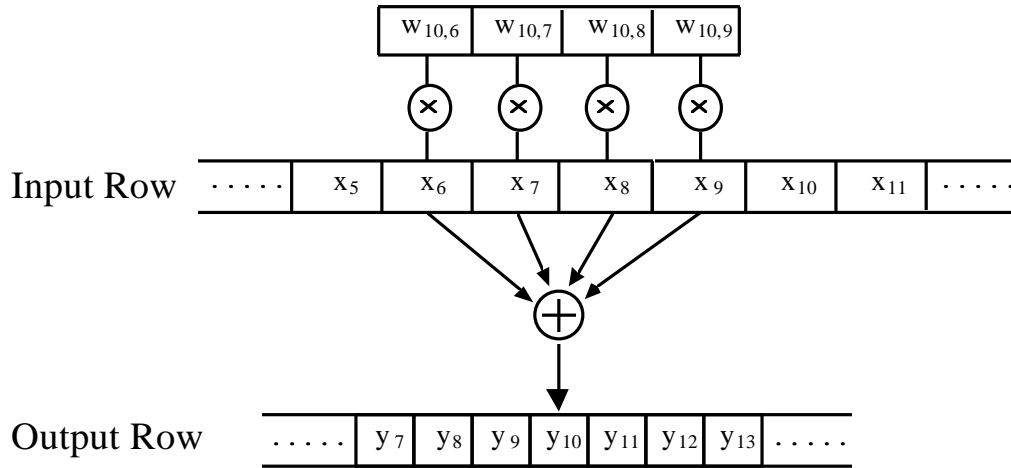 w10,6 w10,7 w10,8 w10,9
× × × ×
Input Row ..... x5 x6 x7 x8 x9 x10 x11 .....
+
Output Row ..... y7 y8 y9 y10 y11 y12 y13 .....